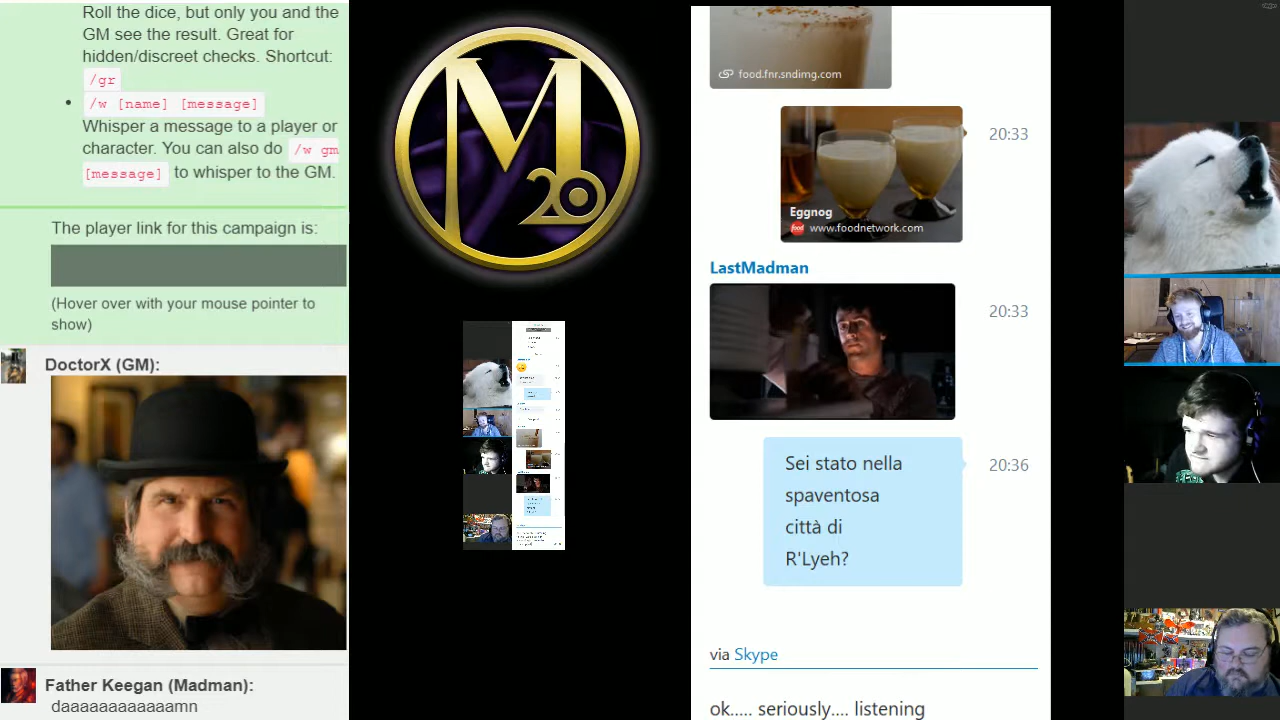 Roll the dice, but only you and the
GM see the result. Great for
hidden/discreet checks. Shortcut:
/gr
/w [name] [message]
Whisper a message to a player or
character. You can also do /w gm
[message] to whisper to the GM.
The player link for this campaign is:
(Hover over with your mouse pointer to
show)
DoctorX (GM):
Father Keegan (Madman):
daaaaaaaaaaaamn
M
20
food.fnr.sndimg.com
20:33
Eggnog
food www.foodnetwork.com
LastMadman
20:33
Sei stato nella
spaventosa
città di
R'Lyeh?
20:36
via Skype
ok..... seriously.... listening